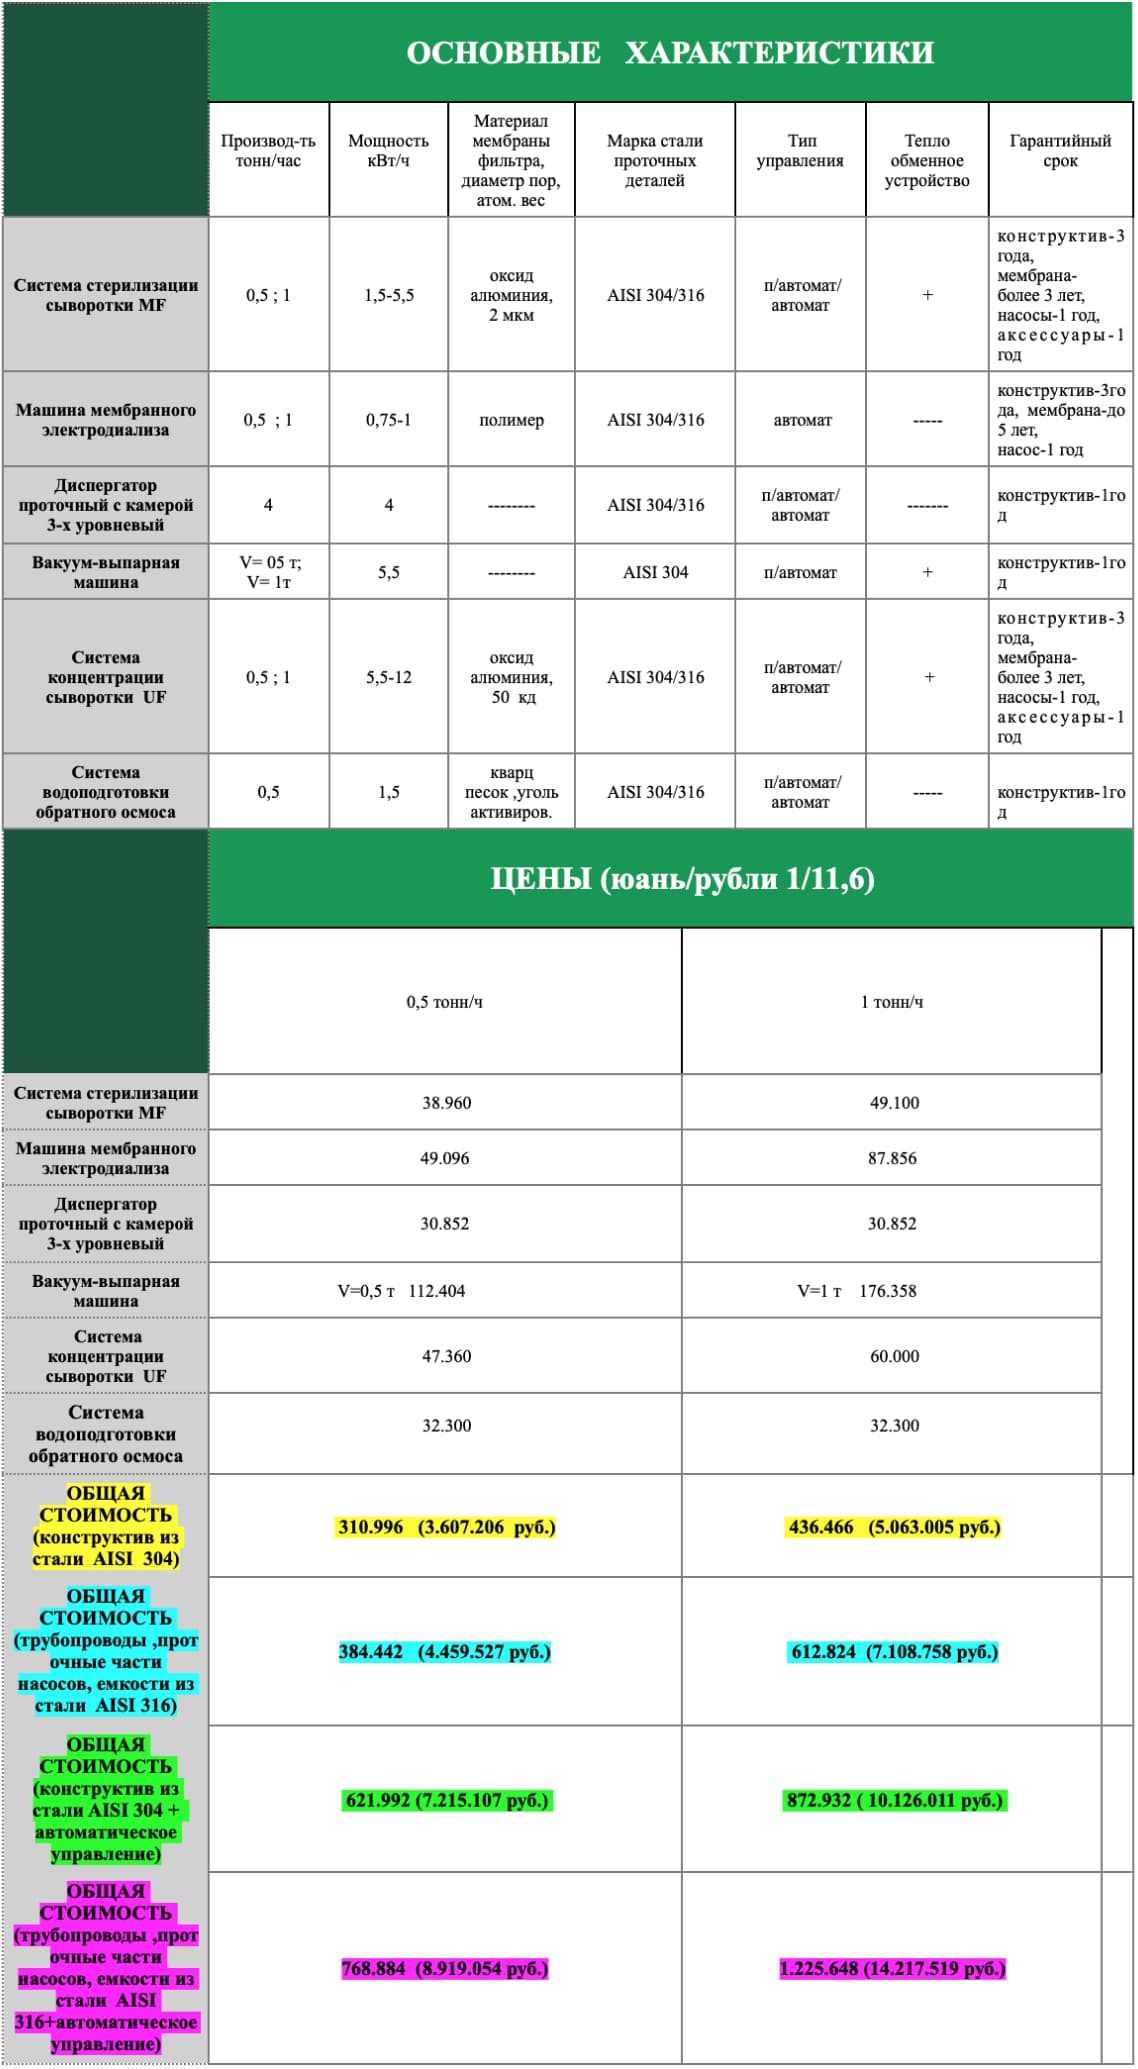 ОСНОВНЫЕ ХАРАКТЕРИСТИКИ
Производ-ть
тонн/час
Мощность
кВт/ч
Материал
мембраны
фильтра,
диаметр пор,
атом. вес
Марка стали
проточных
деталей
Тип
управления
Тепло
обменное
устройство
Гарантийный
срок
Система стерилизации
сыворотки MF
0,5 ; 1
1,5-5,5
оксид
алюминия,
2 мкм
AISI 304/316
п/автомат/
автомат
+
конструктив-3
года,
мембрана-
более 3 лет,
насосы-1 год,
аксессуары-1
год
Машина мембранного
электродиализа
0,5 ; 1
0,75-1
полимер
AISI 304/316
автомат
-----
конструктив-3го
да, мембрана-до
5 лет,
насос-1 год
Диспергатор
проточный с камерой
3-х уровневый
4
4
--------
AISI 304/316
п/автомат/
автомат
-------
конструктив-1го
д
Вакуум-выпарная
машина
V= 05 т;
V= 1т
5,5
--------
AISI 304
п/автомат
+
конструктив-1го
д
Система
концентрации
сыворотки UF
0,5 ; 1
5,5-12
оксид
алюминия,
50 кд
AISI 304/316
п/автомат/
автомат
+
конструктив-3
года,
мембрана-
более 3 лет,
насосы-1 год,
аксессуары-1
год
Система
водоподготовки
обратного осмоса
0,5
1,5
кварц
песок ,уголь
активиров.
AISI 304/316
п/автомат/
автомат
-----
конструктив-1го
д
ЦЕНЫ (юань/рубли 1/11,6)
0,5 тонн/ч
1 тонн/ч
Система стерилизации
сыворотки MF
38.960
49.100
Машина мембранного
электродиализа
49.096
87.856
Диспергатор
проточный с камерой
3-х уровневый
30.852
30.852
Вакуум-выпарная
машина
V=0,5 т 112.404
V=1 т 176.358
Система
концентрации
сыворотки UF
47.360
60.000
Система
водоподготовки
обратного осмоса
32.300
32.300
ОБЩАЯ
СТОИМОСТЬ
(конструктив из
стали AISI 304)
310.996 (3.607.206 руб.)
436.466 (5.063.005 руб.)
ОБЩАЯ
СТОИМОСТЬ
(трубопроводы ,прот
очные части
насосов, емкости из
стали AISI 316)
384.442 (4.459.527 руб.)
612.824 (7.108.758 руб.)
ОБЩАЯ
СТОИМОСТЬ
(конструктив из
стали AISI 304 +
автоматическое
управление)
621.992 (7.215.107 руб.)
872.932 ( 10.126.011 руб.)
ОБЩАЯ
СТОИМОСТЬ
(трубопроводы ,прот
очные части
насосов, емкости из
стали AISI
316+автоматическое
управление)
768.884 (8.919.054 руб.)
1.225.648 (14.217.519 руб.)